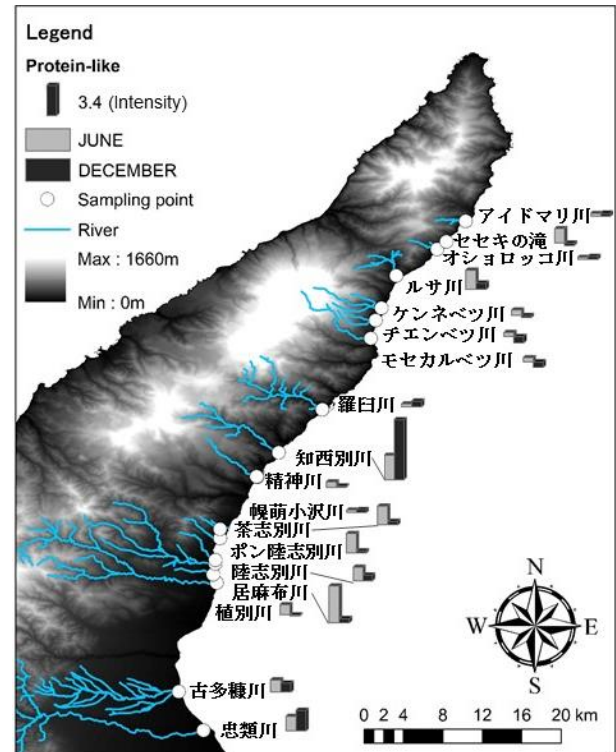 Legend
Protein-like
3.4 (Intensity)
JUNE
DECEMBER
Sampling point
River
Max : 1660m
Min : 0m
アイドマリ川
セセキの滝
オショロッコ川
ルサ川
ケンネベツ川
チエンベツ川
モセカルベツ川
羅臼川
知西別川
精神川
幌萌小沢川
茶志別川
ポン陸志別川
陸志別川
居麻布川
植別川
古多糠川
忠類川
N
W E
S
0 2 4 8 12 16 20 km